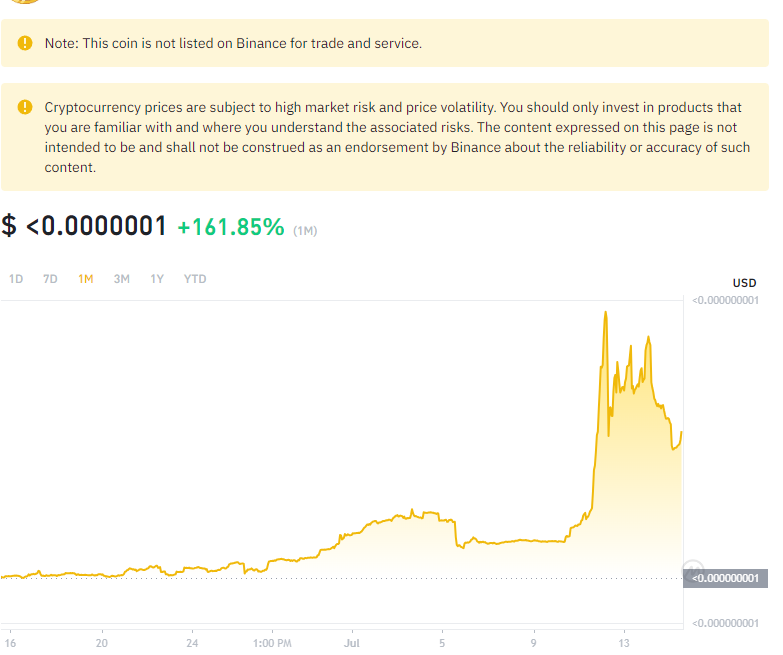 Note: This coin is not listed on Binance for trade and service.
Cryptocurrency prices are subject to high market risk and price volatility. You should only invest in products that
you are familiar with and where you understand the associated risks. The content expressed on this page is not
intended to be and shall not be construed as an endorsement by Binance about the reliability or accuracy of such
content.
$ <0.0000001 +161.85% (1M)
1D 7D 1M 3M 1Y YTD
USD
<0.000000001
<0.000000001
<0.000000001
16 20 24 1:00 PM Jul 5 9 13